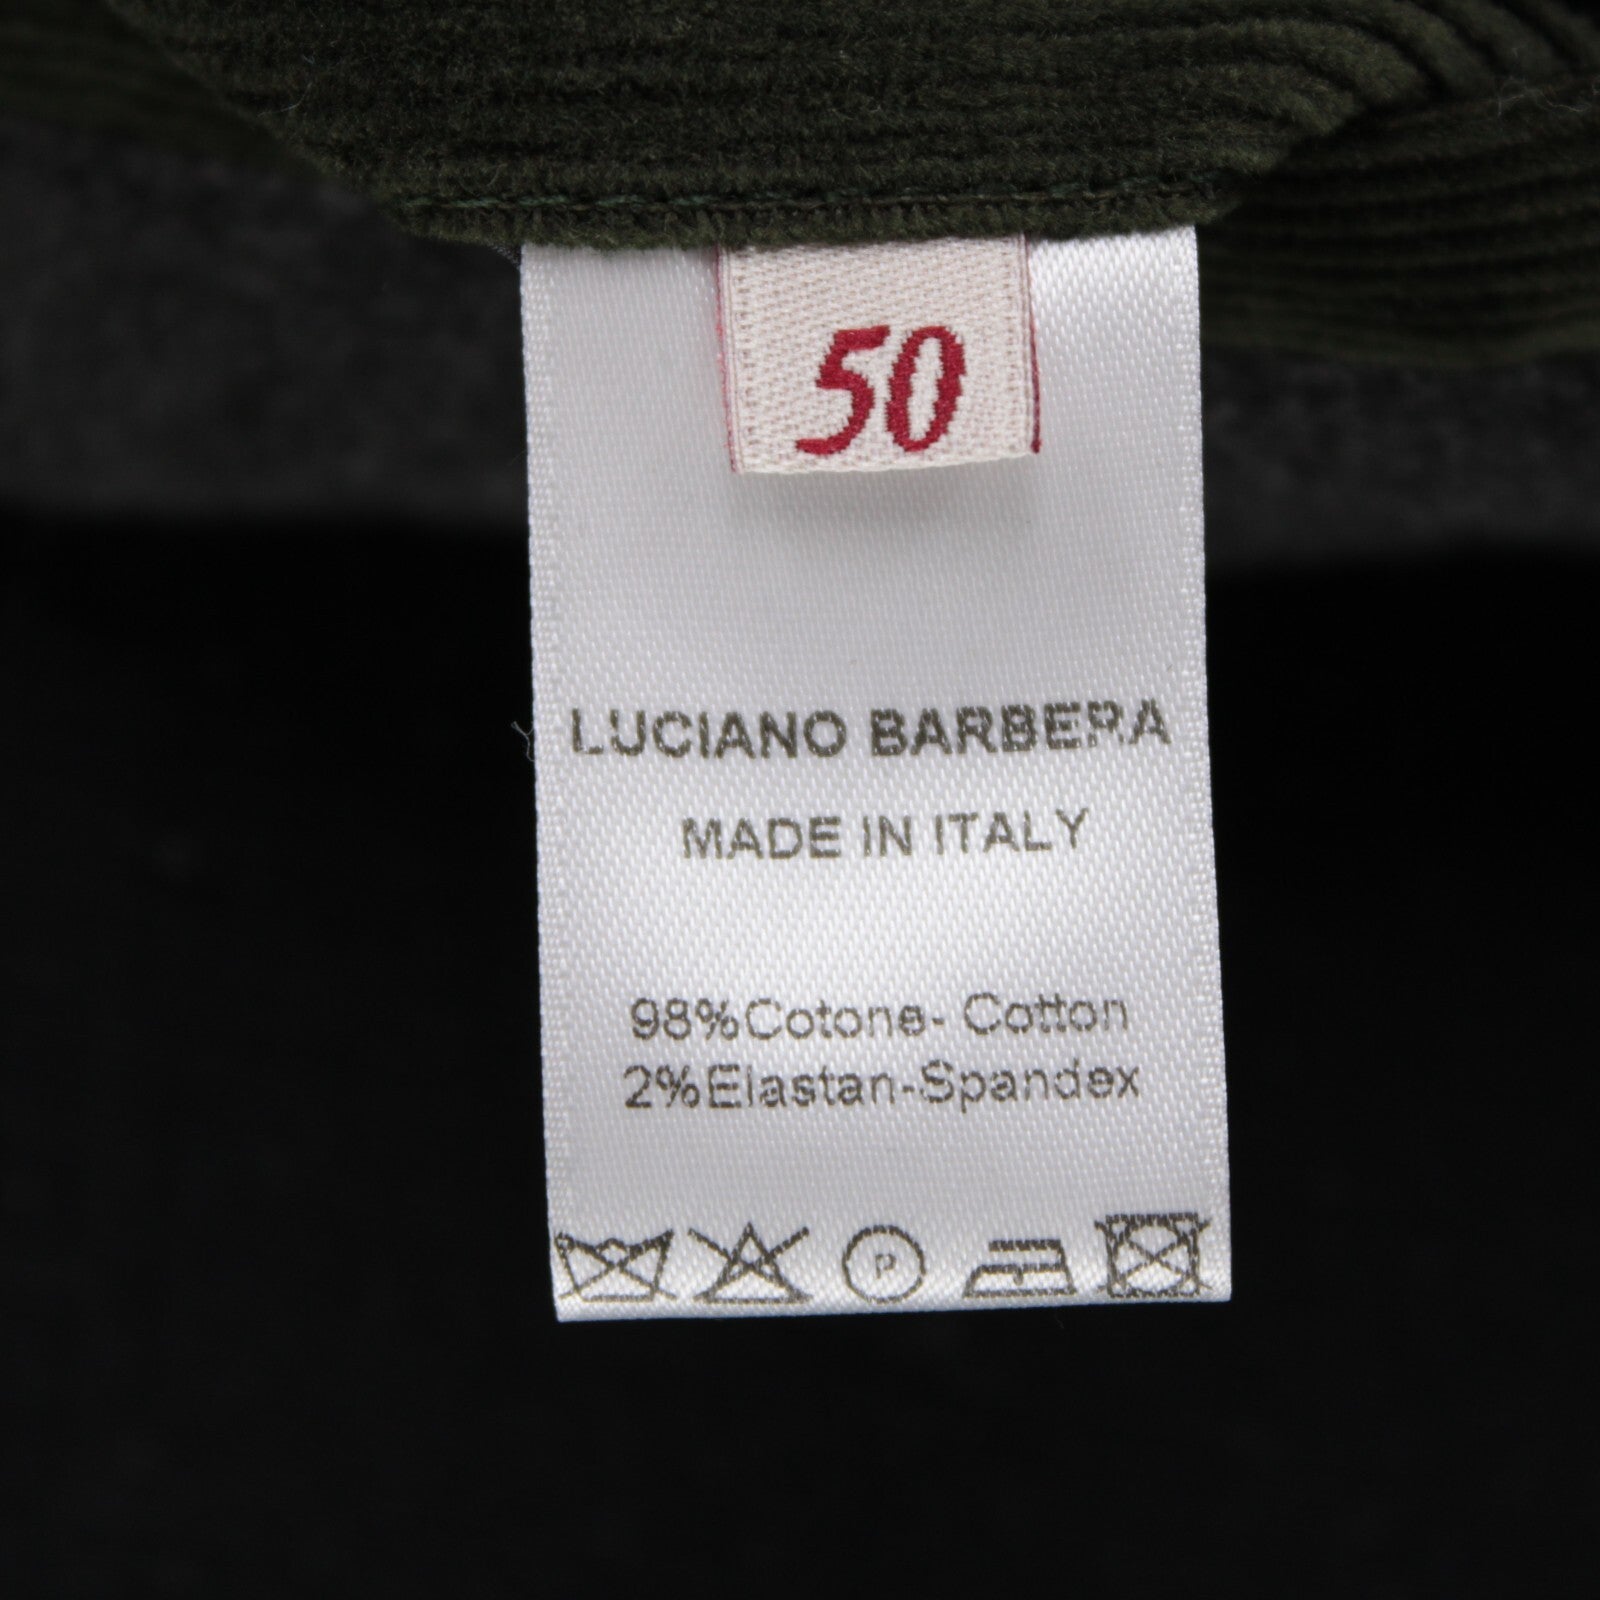 50
LUCIANO BARBERA
MADE IN ITALY
98%Cotone- Cotton
2%Elastan-Spandex
P